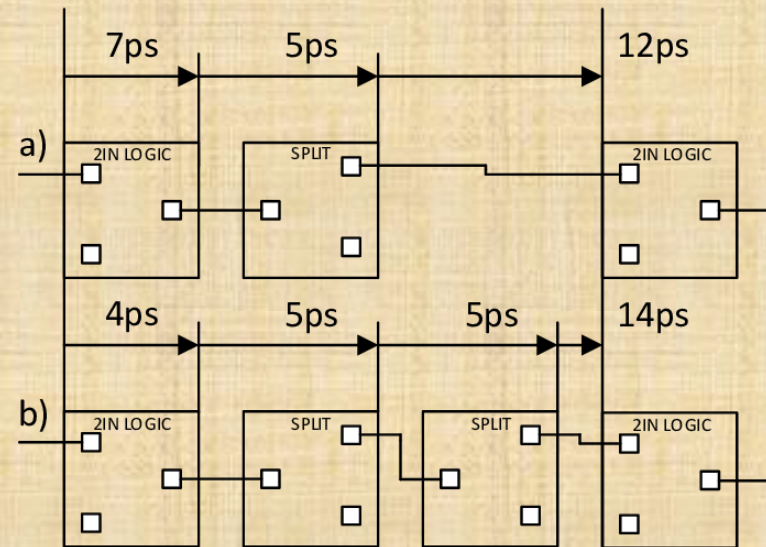 7ps 5ps 12ps
a)
2IN LOGIC SPLIT 2IN LOGIC
4ps 5ps 5ps 14ps
b)
2IN LOGIC SPLIT SPLIT 2IN LOGIC